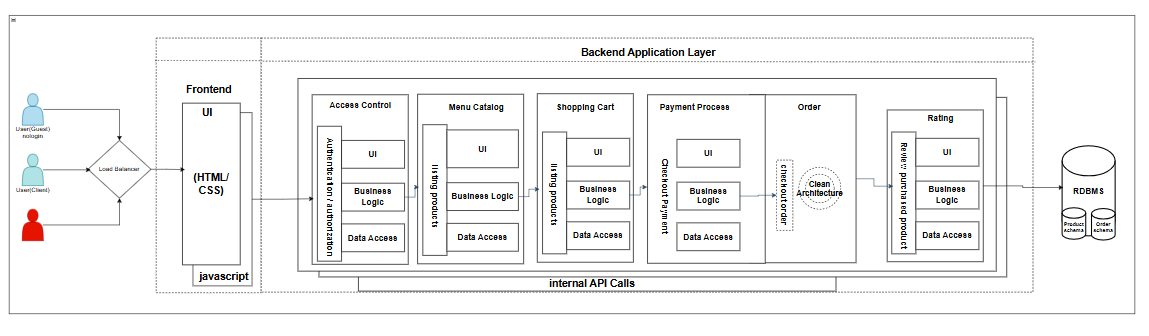 Backend Application Layer
Frontend
UI
(HTML/
CSS)
javascript
User(Guest)
nologin
User(Client)
Load Balancer
Access Control
Authentication / authorization
UI
Business
Logic
Data Access
Menu Catalog
listing products
UI
Business Logic
Data Access
Shopping Cart
listing products
UI
Business
Logic
Data Access
Payment Process
Checkout Payment
UI
Business
Logic
Data Access
Order
checkout order
Clean
Architecture
Rating
Review purchased product
UI
Business
Logic
Data Access
internal API Calls
RDBMS
Product
schema
Order
schema